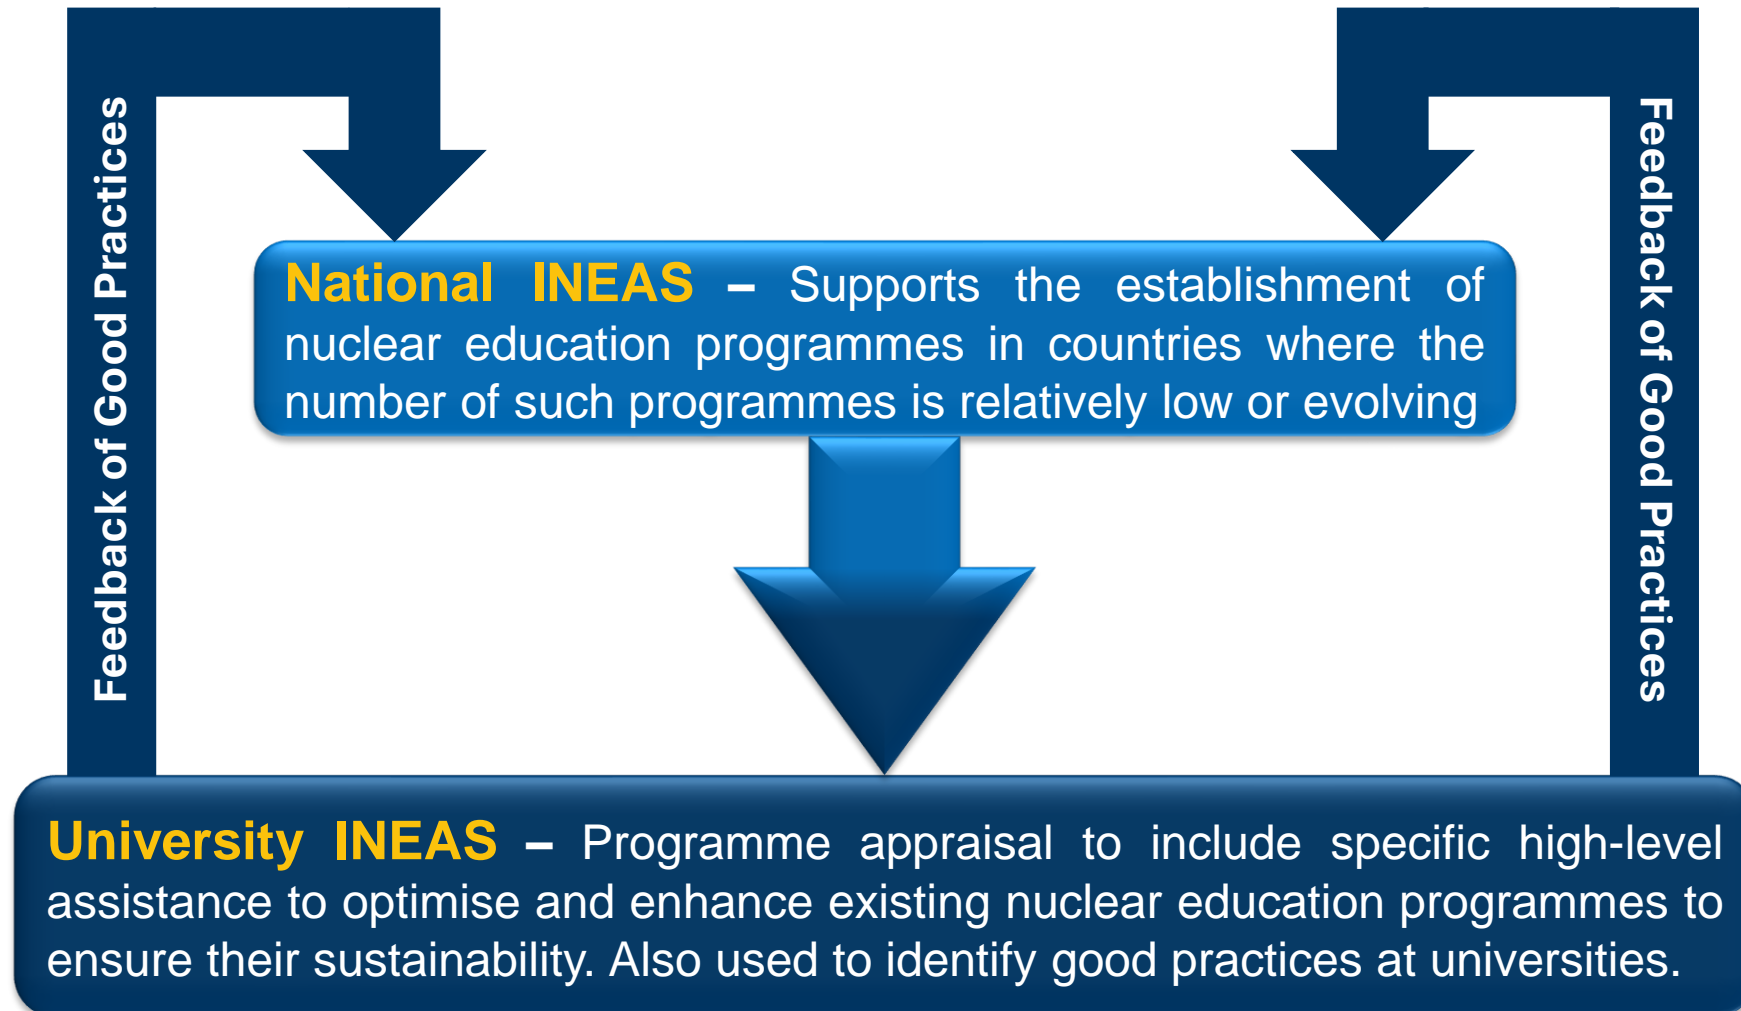 Feedback of Good Practices
National INEAS – Supports the establishment of
nuclear education programmes in countries where the
number of such programmes is relatively low or evolving
Feedback of Good Practices
University INEAS – Programme appraisal to include specific high-level
assistance to optimise and enhance existing nuclear education programmes to
ensure their sustainability. Also used to identify good practices at universities.